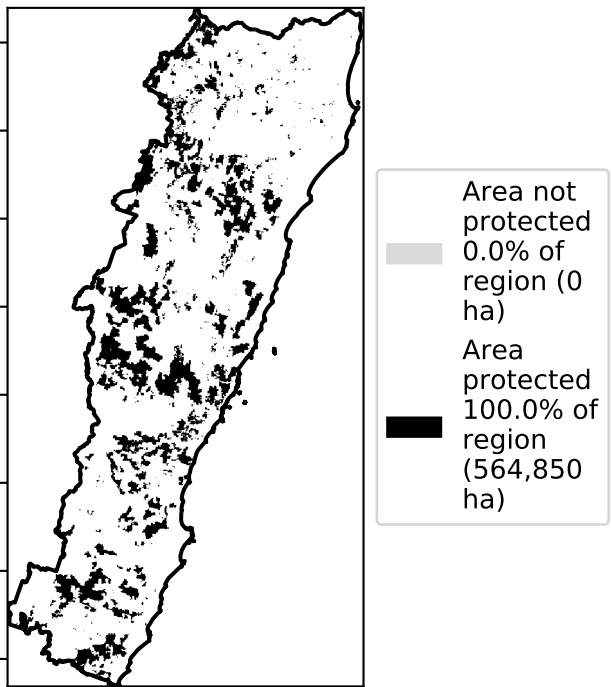 Area not
protected
0.0% of
region (0
ha)
Area
protected
100.0% of
region
(564,850
ha)